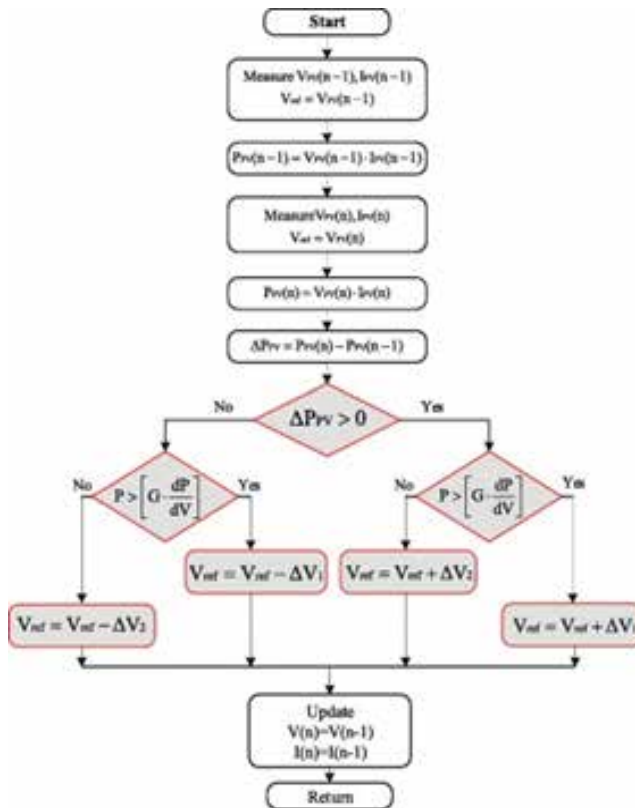 Start
Measure VPV(n−1), IPV(n−1)
Vref = VPV(n−1)
PPV(n−1) = VPV(n−1) · IPV(n−1)
Measure VPV(n), IPV(n)
Vref = VPV(n)
PPV(n) = VPV(n) · IPV(n)
ΔPPV = PPV(n) − PPV(n−1)
No
ΔPPV > 0
Yes
No
P > [G · dP/dV]
Yes
No
P > [G · dP/dV]
Yes
Vref = Vref − ΔV1
Vref = Vref + ΔV2
Vref = Vref − ΔV2
Vref = Vref + ΔV
Update
V(n)=V(n-1)
I(n)=I(n-1)
Return